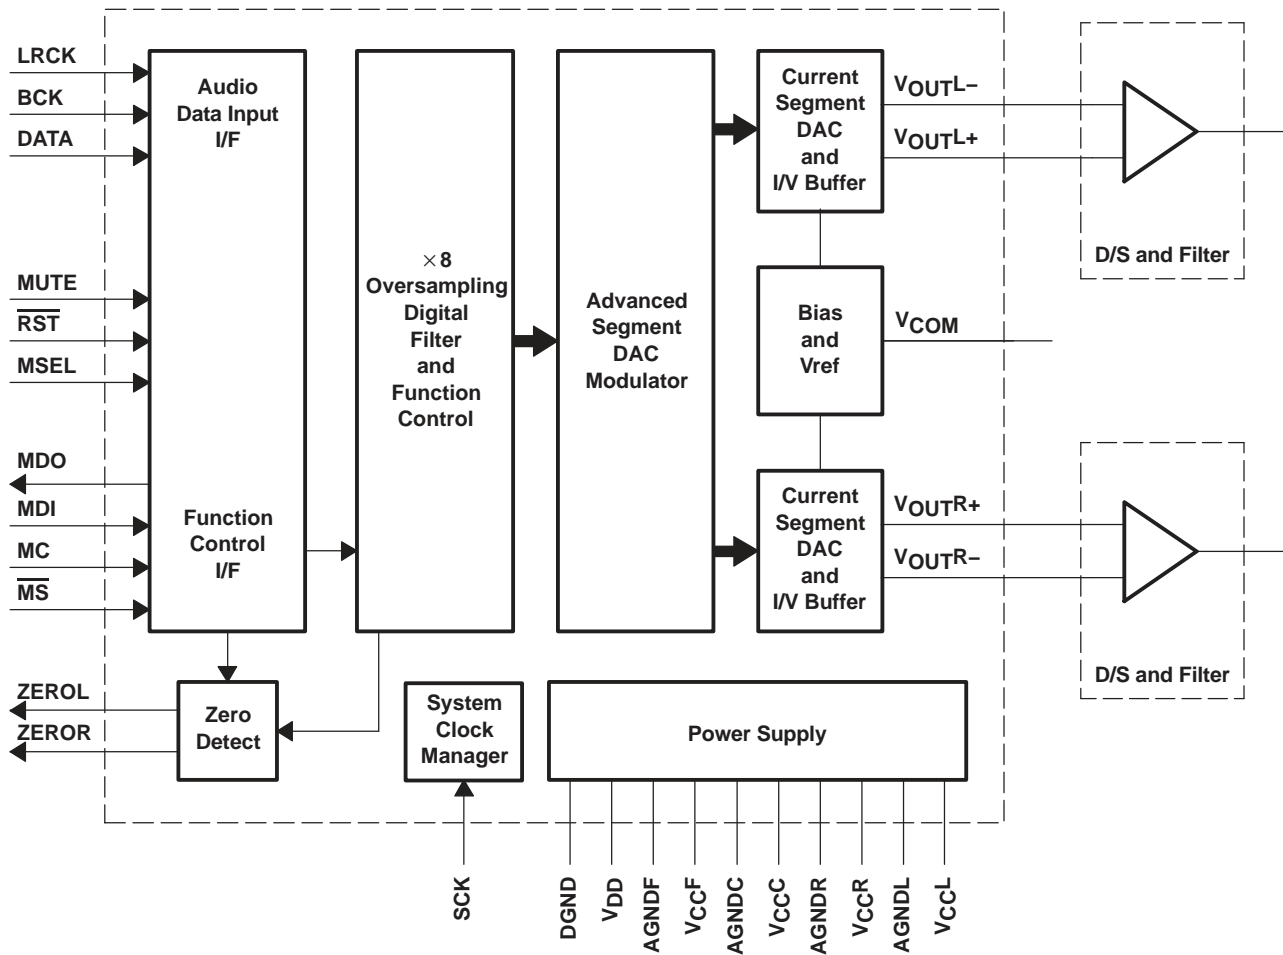 LRCK
BCK
DATA
MUTE
RST
MSEL
MDO
MDI
MC
MS
ZEROL
ZEROR
Audio
Data Input
I/F
Function
Control
I/F
×8
Oversampling
Digital
Filter
and
Function
Control
Advanced
Segment
DAC
Modulator
Current
Segment
DAC
and
I/V Buffer
Bias
and
Vref
Current
Segment
DAC
and
I/V Buffer
VOUTL–
VOUTL+
VCOM
VOUTR+
VOUTR–
D/S and Filter
D/S and Filter
Zero
Detect
System
Clock
Manager
Power Supply
SCK
DGND
VDD
AGNDF
VCCF
AGNDC
VCCC
AGNDR
VCCR
AGNDL
VCCL